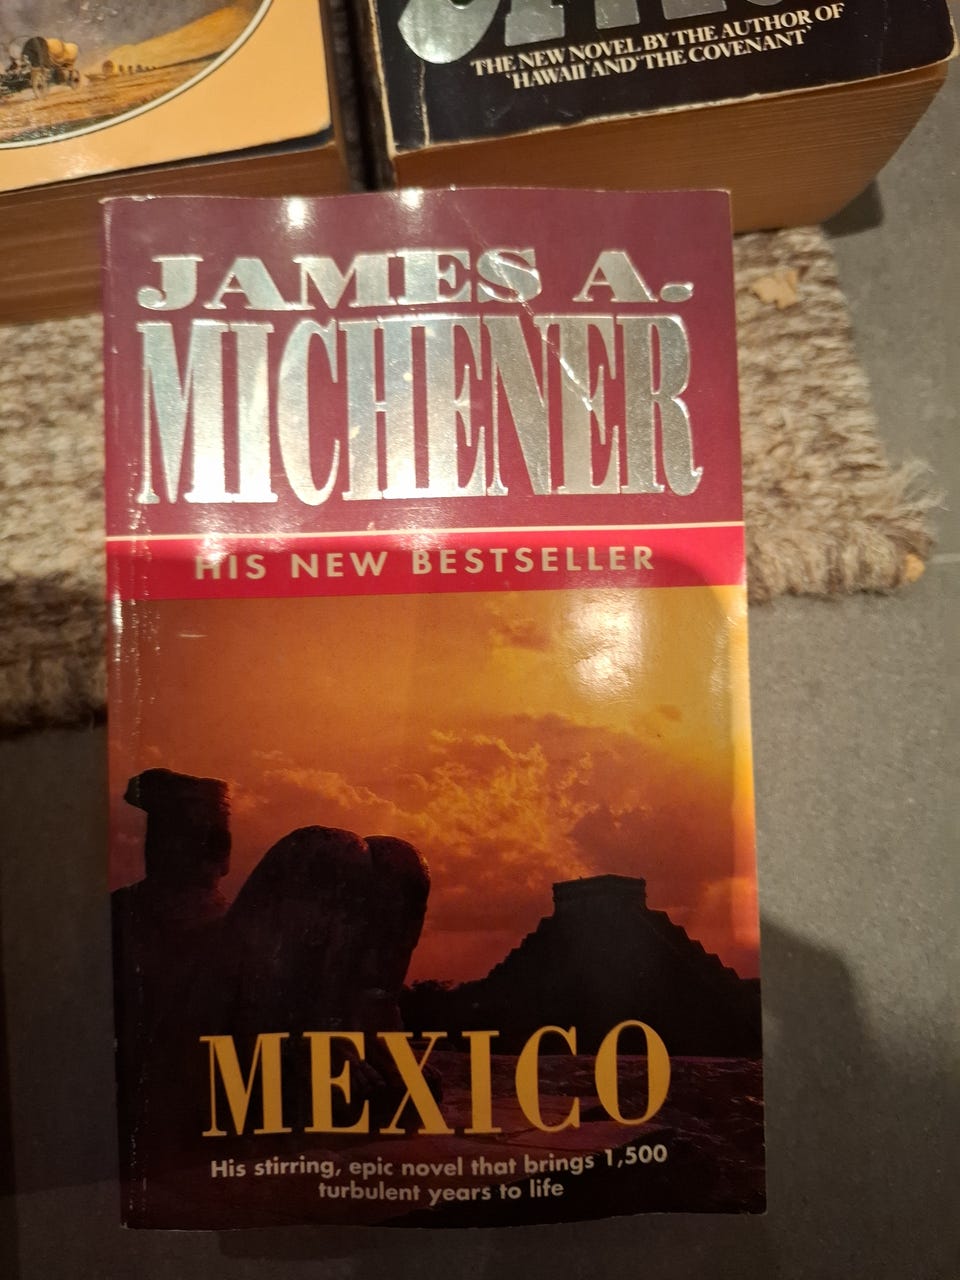 THE NEW NOVEL BY THE AUTHOR OF
'HAWAII' AND 'THE COVENANT'
JAMES A.
MICHENER
HIS NEW BESTSELLER
MEXICO
His stirring, epic novel that brings 1,500
turbulent years to life